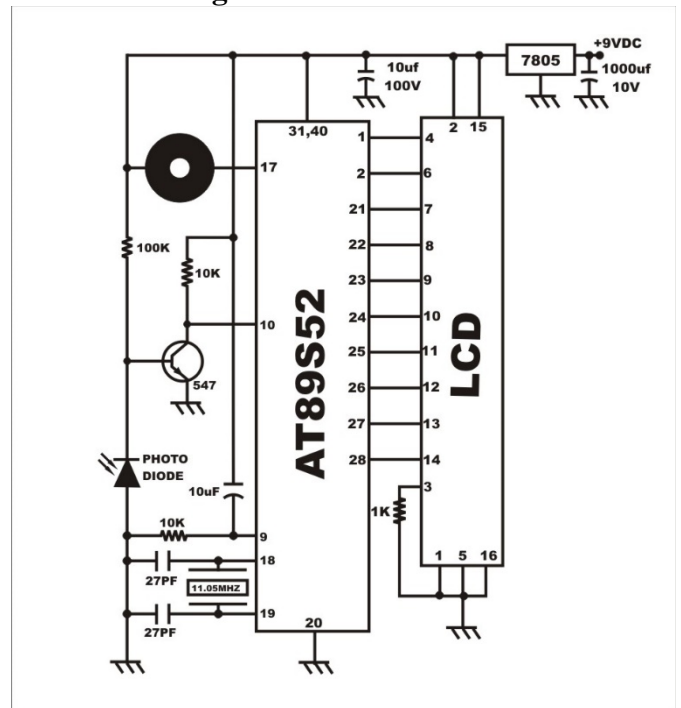 +9VDC
7805
10uf
100V
1000uf
10V
31,40
2 15
1 4
17
2 6
21 7
100K
22 8
10K
23 9
24 10
10
25 11
547
26 12
27 13
PHOTO
DIODE
28 14
10uF
3
1K
10K
9
18
27PF
11.05MHZ
1 5 16
19
20
27PF
AT89S52
LCD